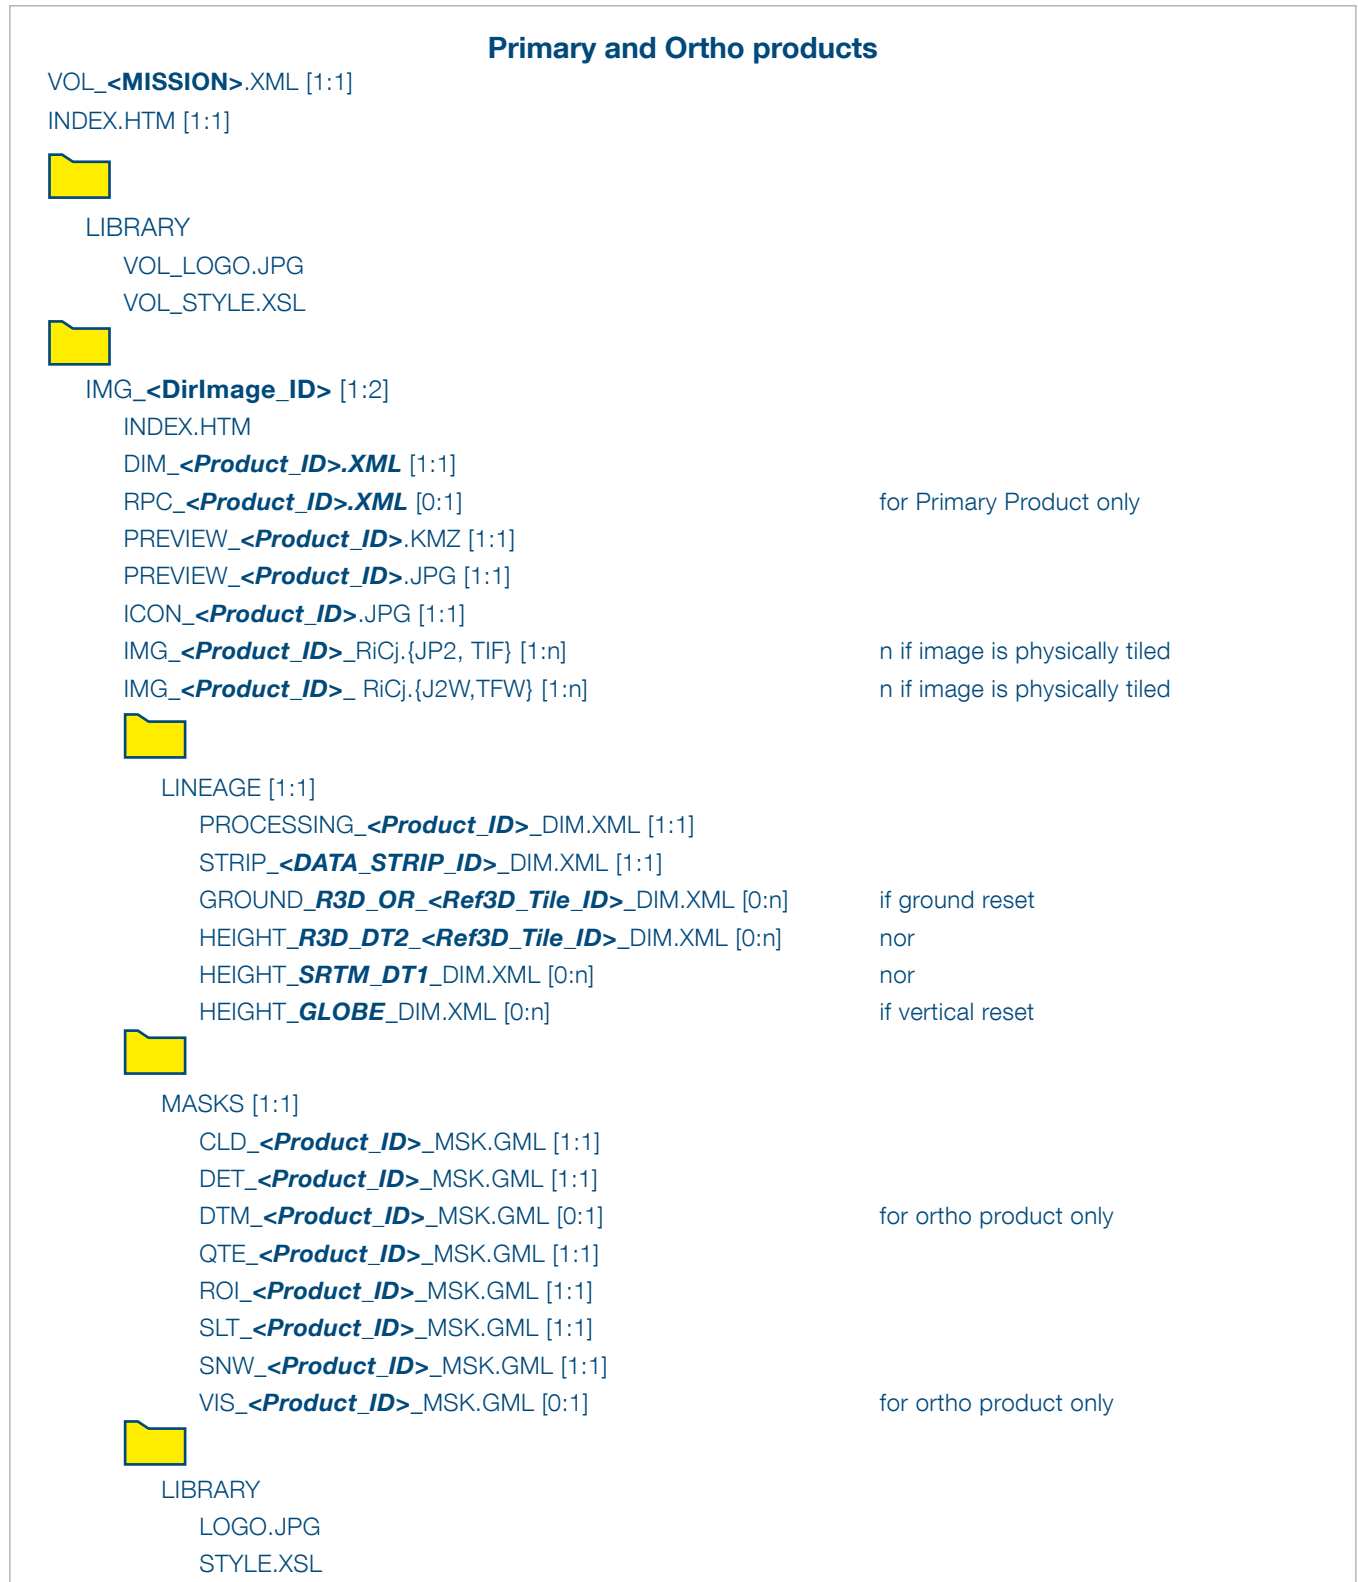 Primary and Ortho products
VOL_<MISSION>.XML [1:1]
INDEX.HTM [1:1]
LIBRARY
VOL_LOGO.JPG
VOL_STYLE.XSL
IMG_<DirImage_ID> [1:2]
INDEX.HTM
DIM_<Product_ID>.XML [1:1]
RPC_<Product_ID>.XML [0:1] for Primary Product only
PREVIEW_<Product_ID>.KMZ [1:1]
PREVIEW_<Product_ID>.JPG [1:1]
ICON_<Product_ID>.JPG [1:1]
IMG_<Product_ID>_RiCj.{JP2, TIF} [1:n] n if image is physically tiled
IMG_<Product_ID>_ RiCj.{J2W,TFW} [1:n] n if image is physically tiled
LINEAGE [1:1]
PROCESSING_<Product_ID>_DIM.XML [1:1]
STRIP_<DATA_STRIP_ID>_DIM.XML [1:1]
GROUND_R3D_OR_<Ref3D_Tile_ID>_DIM.XML [0:n] if ground reset
HEIGHT_R3D_DT2_<Ref3D_Tile_ID>_DIM.XML [0:n] nor
HEIGHT_SRTM_DT1_DIM.XML [0:n] nor
HEIGHT_GLOBE_DIM.XML [0:n] if vertical reset
MASKS [1:1]
CLD_<Product_ID>_MSK.GML [1:1]
DET_<Product_ID>_MSK.GML [1:1]
DTM_<Product_ID>_MSK.GML [0:1] for ortho product only
QTE_<Product_ID>_MSK.GML [1:1]
ROI_<Product_ID>_MSK.GML [1:1]
SLT_<Product_ID>_MSK.GML [1:1]
SNW_<Product_ID>_MSK.GML [1:1]
VIS_<Product_ID>_MSK.GML [0:1] for ortho product only
LIBRARY
LOGO.JPG
STYLE.XSL